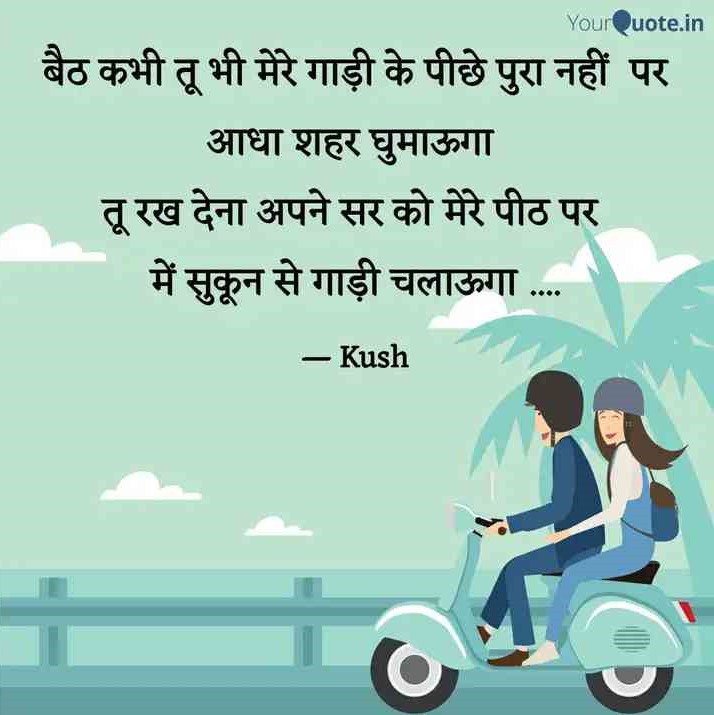 YourQuote.in
बैठ कभी तू भी मेरे गाड़ी के पीछे पुरा नहीं पर
आधा शहर घुमाऊगा
तू रख देना अपने सर को मेरे पीठ पर
में सुकून से गाड़ी चलाऊगा ....
— Kush